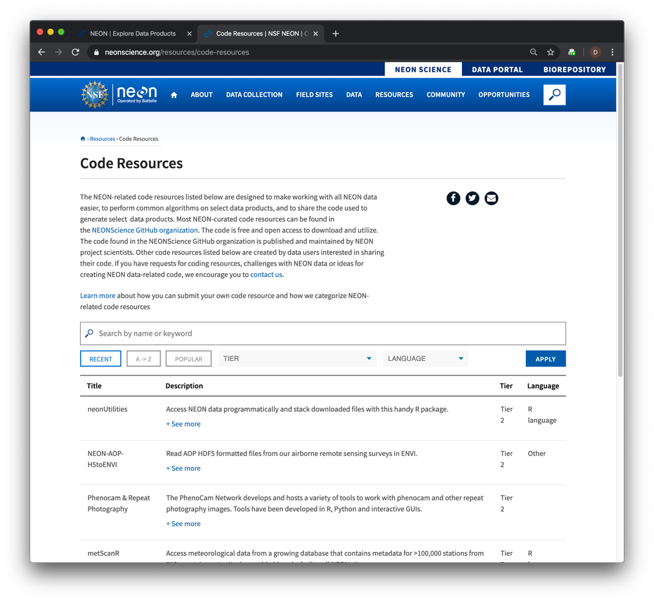 NEON | Explore Data Products
Code Resources | NSF NEON |
neonscience.org/resources/code-resources
D
NEON SCIENCE
DATA PORTAL
BIOREPOSITORY
NSF
neon
Operated by Battelle
ABOUT
DATA COLLECTION
FIELD SITES
DATA
RESOURCES
COMMUNITY
OPPORTUNITIES
› Resources › Code Resources
Code Resources
The NEON-related code resources listed below are designed to make working with all NEON data
easier, to perform common algorithms on select data products, and to share the code used to
generate select data products. Most NEON-curated code resources can be found in
the NEONScience GitHub organization. The code is free and open access to download and utilize.
The code found in the NEONScience GitHub organization is published and maintained by NEON
project scientists. Other code resources listed below are created by data users interested in sharing
their code. If you have requests for coding resources, challenges with NEON data or ideas for
creating NEON data-related code, we encourage you to contact us.
Learn more about how you can submit your own code resource and how we categorize NEON-
related code resources
Search by name or keyword
RECENT
A -> Z
POPULAR
TIER
LANGUAGE
APPLY
Title
Description
Tier
Language
neonUtilities
Access NEON data programmatically and stack downloaded files with this handy R package.
+ See more
Tier
2
R
language
NEON-AOP-
H5toENVI
Read AOP HDF5 formatted files from our airborne remote sensing surveys in ENVI.
+ See more
Tier
2
Other
Phenocam & Repeat
Photography
The PhenoCam Network develops and hosts a variety of tools to work with phenocam and other repeat
photography images. Tools have been developed in R, Python and interactive GUIs.
+ See more
Tier
2
metScanR
Access meteorological data from a growing database that contains metadata for >100,000 stations from
Tier
R